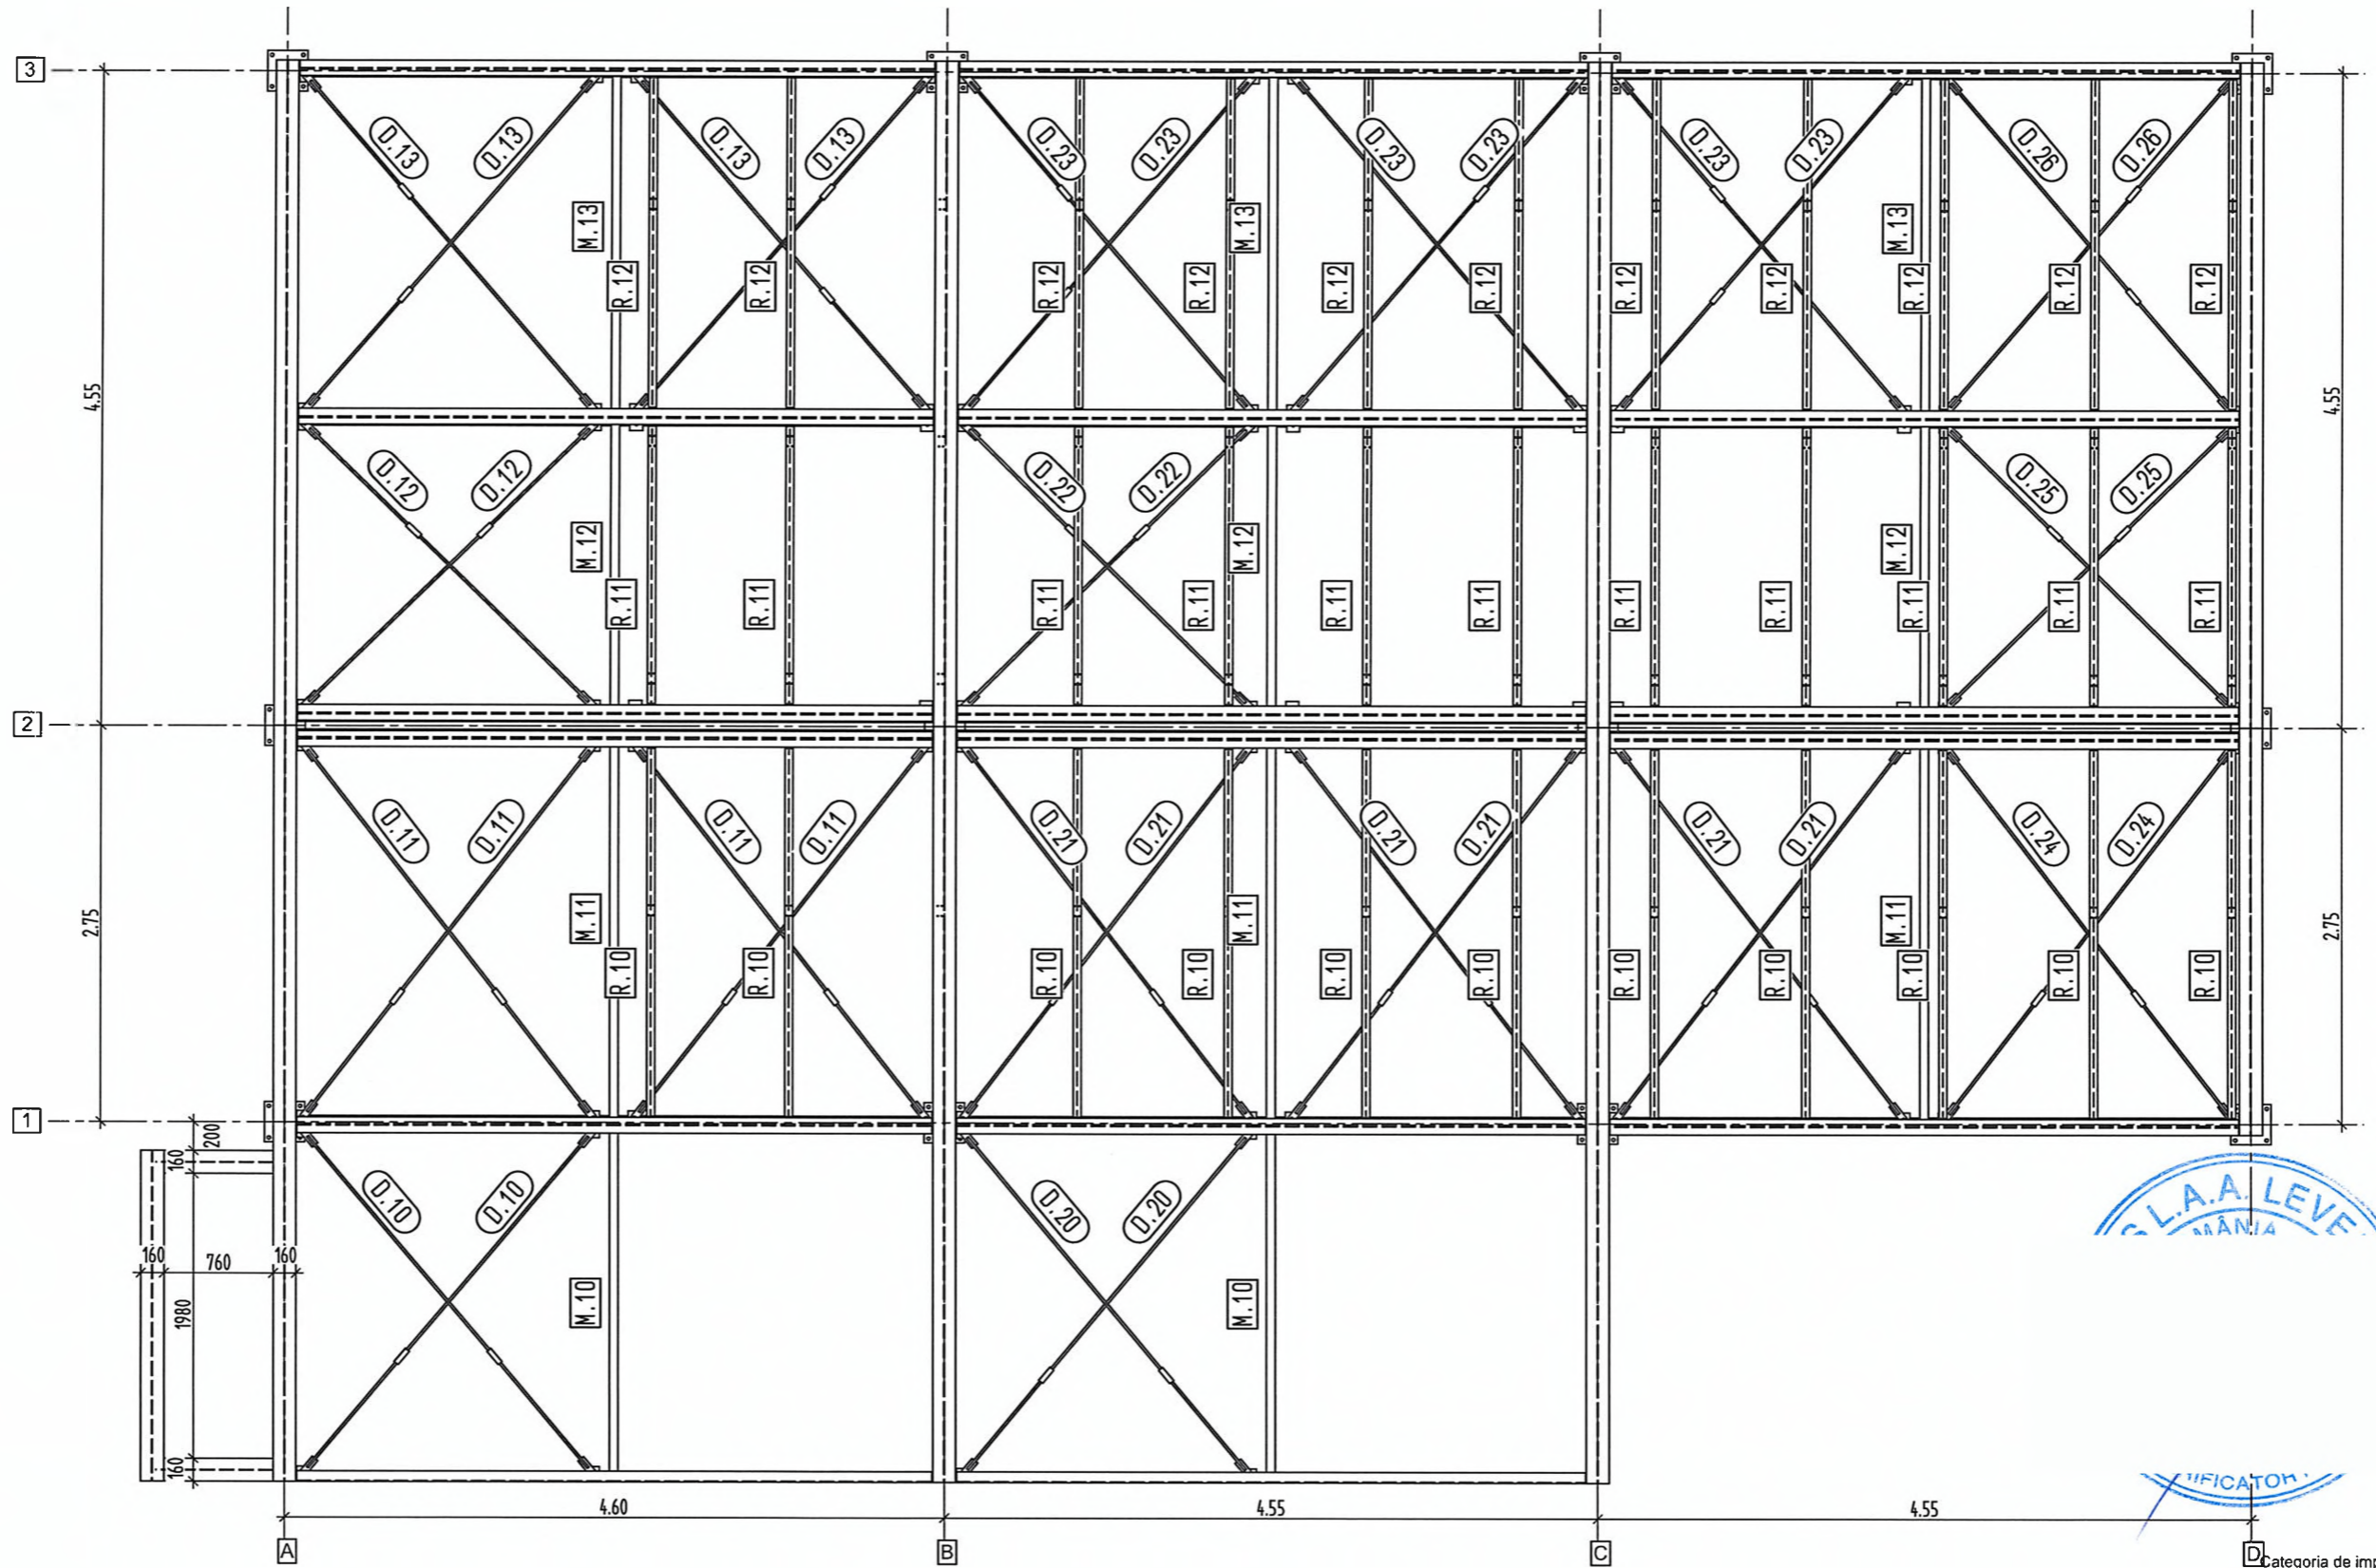 3
D.13 D.13 D.13 D.13 D.23 D.23 D.23 D.23 D.23 D.23 D.26 D.26
M.13 M.13 M.13
R.12 R.12 R.12 R.12 R.12 R.12 R.12 R.12 R.12 R.12 R.12
4.55 4.55
D.12 D.12 D.22 D.22 D.25 D.25
M.12 M.12 M.12
R.11 R.11 R.11 R.11 R.11 R.11 R.11 R.11 R.11 R.11 R.11
2
D.11 D.11 D.11 D.11 D.21 D.21 D.21 D.21 D.21 D.21 D.24 D.24
2.75 M.11 M.11 M.11 2.75
R.10 R.10 R.10 R.10 R.10 R.10 R.10 R.10 R.10 R.10 R.10
1
200
160
D.10 D.10 D.20 D.20
L.A.A. LEVE
MÂNIA
160 760 160
1980
M.10 M.10
160
IFICATOR
4.60 4.55 4.55
A B C D
Categoria de im